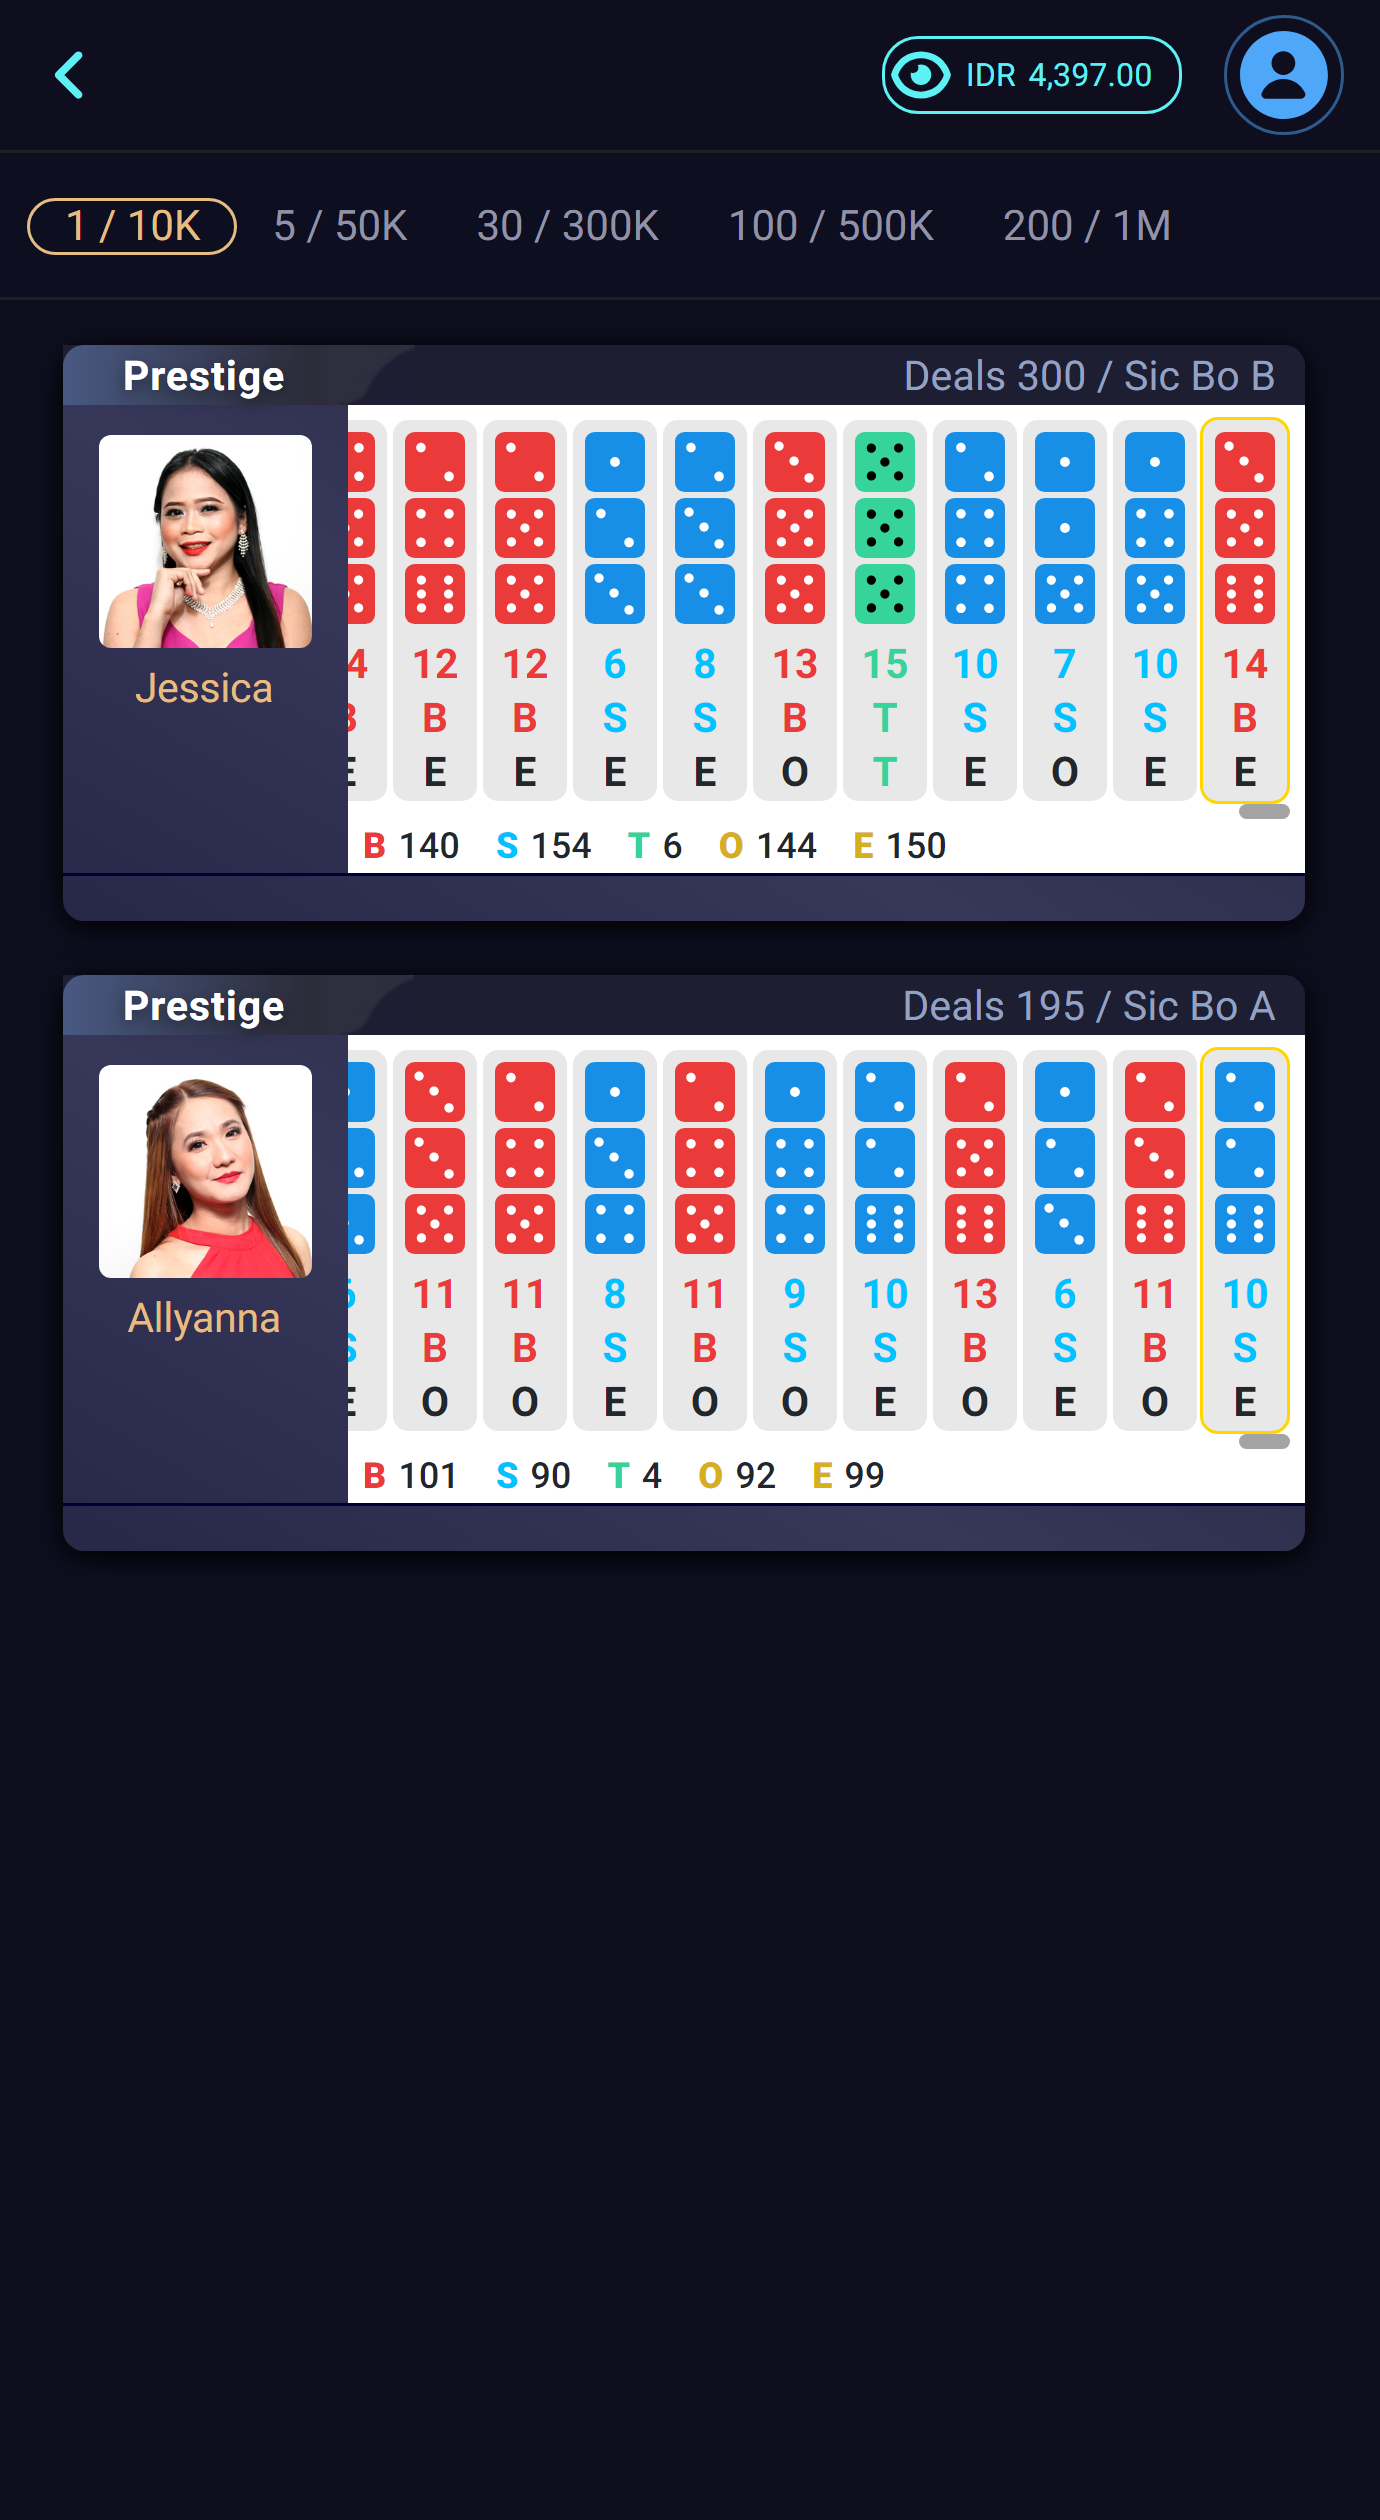 IDR 4,397.00
1 / 10K 5 / 50K 30 / 300K 100 / 500K 200 / 1M
Prestige Deals 300 / Sic Bo B
Jessica
4 12 12 6 8 13 15 10 7 10 14
B B B S S B T S S S B
E E E E E O T E O E E
B 140 S 154 T 6 O 144 E 150
Prestige Deals 195 / Sic Bo A
Allyanna
6 11 11 8 11 9 10 13 6 11 10
S B B S B S S B S B S
E O O E O O E O E O E
B 101 S 90 T 4 O 92 E 99